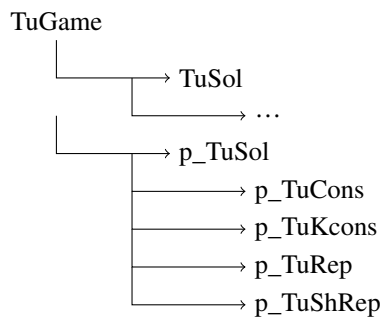 TuGame
TuSol
...
p_TuSol
p_TuCons
p_TuKcons
p_TuRep
p_TuShRep